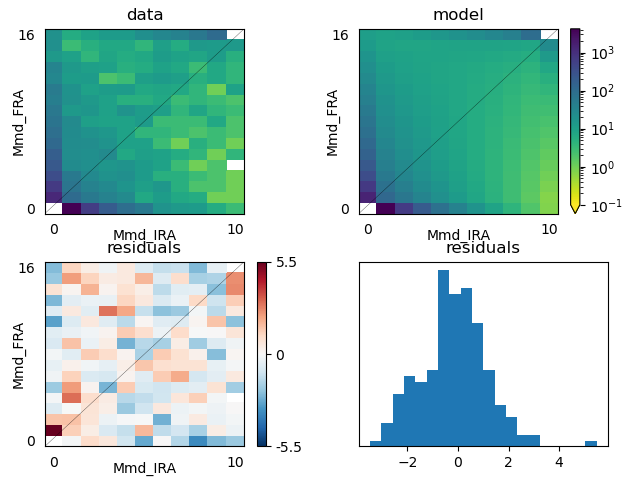 data
model
16
Mmd_FRA
0
0
Mmd_IRA
10
16
Mmd_FRA
0
0
Mmd_IRA
10
10³
10²
10¹
10⁰
10⁻¹
residuals
residuals
16
Mmd_FRA
0
0
Mmd_IRA
10
5.5
0
-5.5
−2
0
2
4